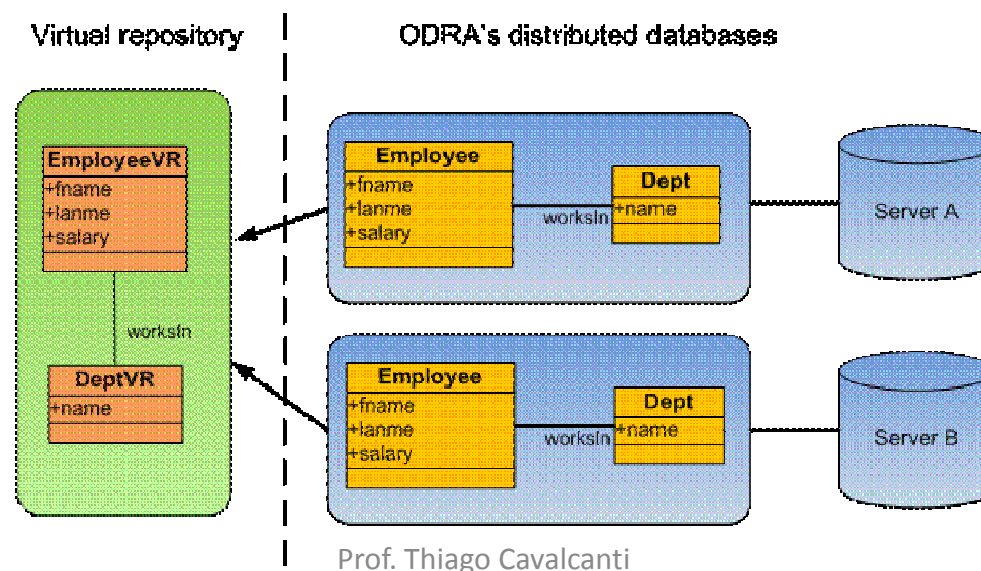 Virtual repository
ODRA's distributed databases
EmployeeVR
+fname
+lanme
+salary
worksIn
DeptVR
+name
Employee
+fname
+lanme
+salary
worksIn
Dept
+name
Server A
Employee
+fname
+lanme
+salary
worksIn
Dept
+name
Server B
Prof. Thiago Cavalcanti